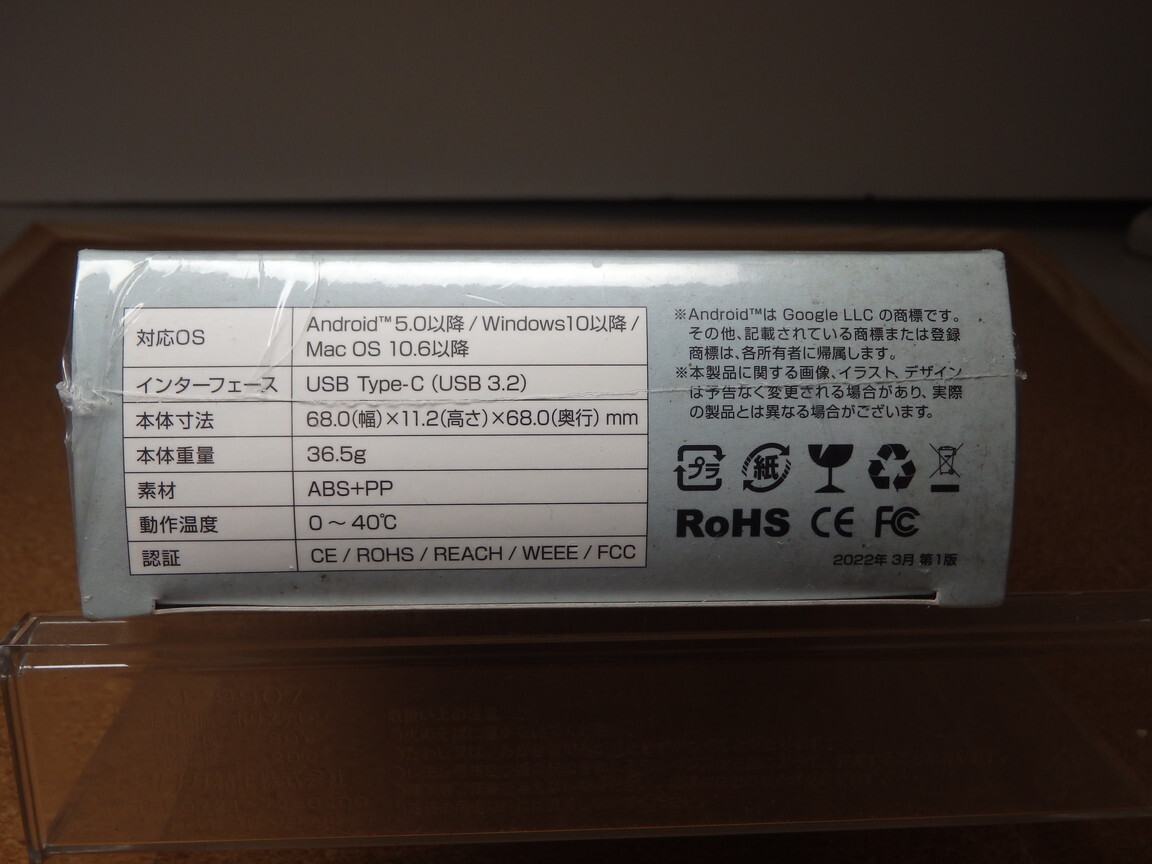 対応OS
Android™ 5.0以降 / Windows10以降 /
Mac OS 10.6以降
インターフェース
USB Type-C (USB 3.2)
本体寸法
68.0(幅)×11.2(高さ)×68.0(奥行) mm
本体重量
36.5g
素材
ABS+PP
動作温度
0 ～ 40℃
認証
CE / ROHS / REACH / WEEE / FCC
※Android™は Google LLC の商標です。
その他、記載されている商標または登録
商標は、各所有者に帰属します。
※本製品に関する画像、イラスト、デザイン
は予告なく変更される場合があり、実際
の製品とは異なる場合がございます。
プラ 紙
RoHS CE FC
2022年 3月 第1版